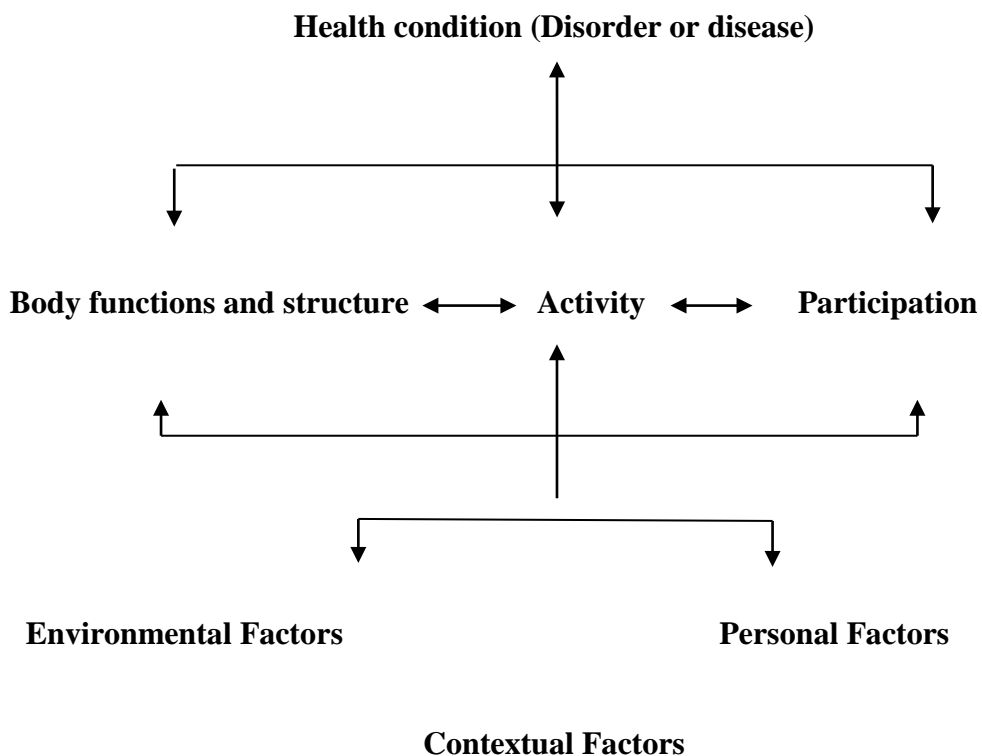 Health condition (Disorder or disease)
Body functions and structure Activity Participation
Environmental Factors Personal Factors
Contextual Factors